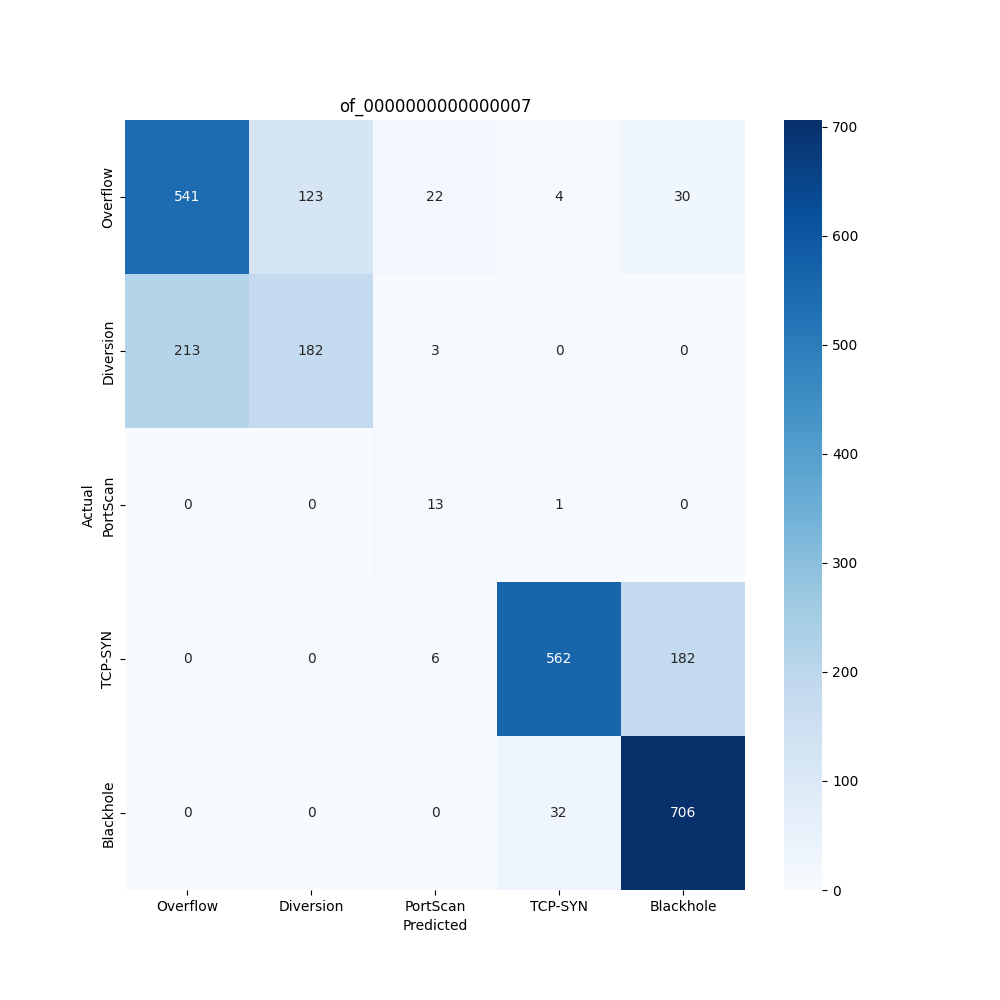 of_0000000000000007
Overflow 541 123 22 4 30
Diversion 213 182 3 0 0
Actual
PortScan 0 0 13 1 0
TCP-SYN 0 0 6 562 182
Blackhole 0 0 0 32 706
Overflow Diversion PortScan TCP-SYN Blackhole
Predicted
700
600
500
400
300
200
100
0